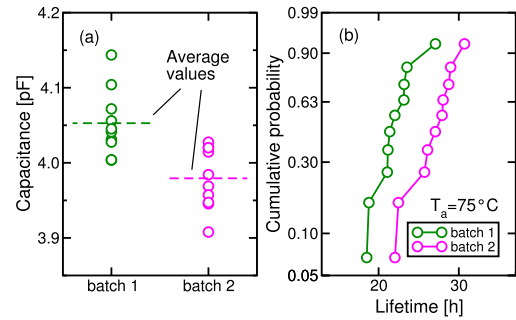 4.2
4.1
4.0
3.9
Capacitance [pF]
(a)
Average
values
batch 1
batch 2
0.99
0.90
0.63
0.30
0.10
0.05
Cumulative probability
(b)
Ta=75°C
batch 1
batch 2
20
30
Lifetime [h]